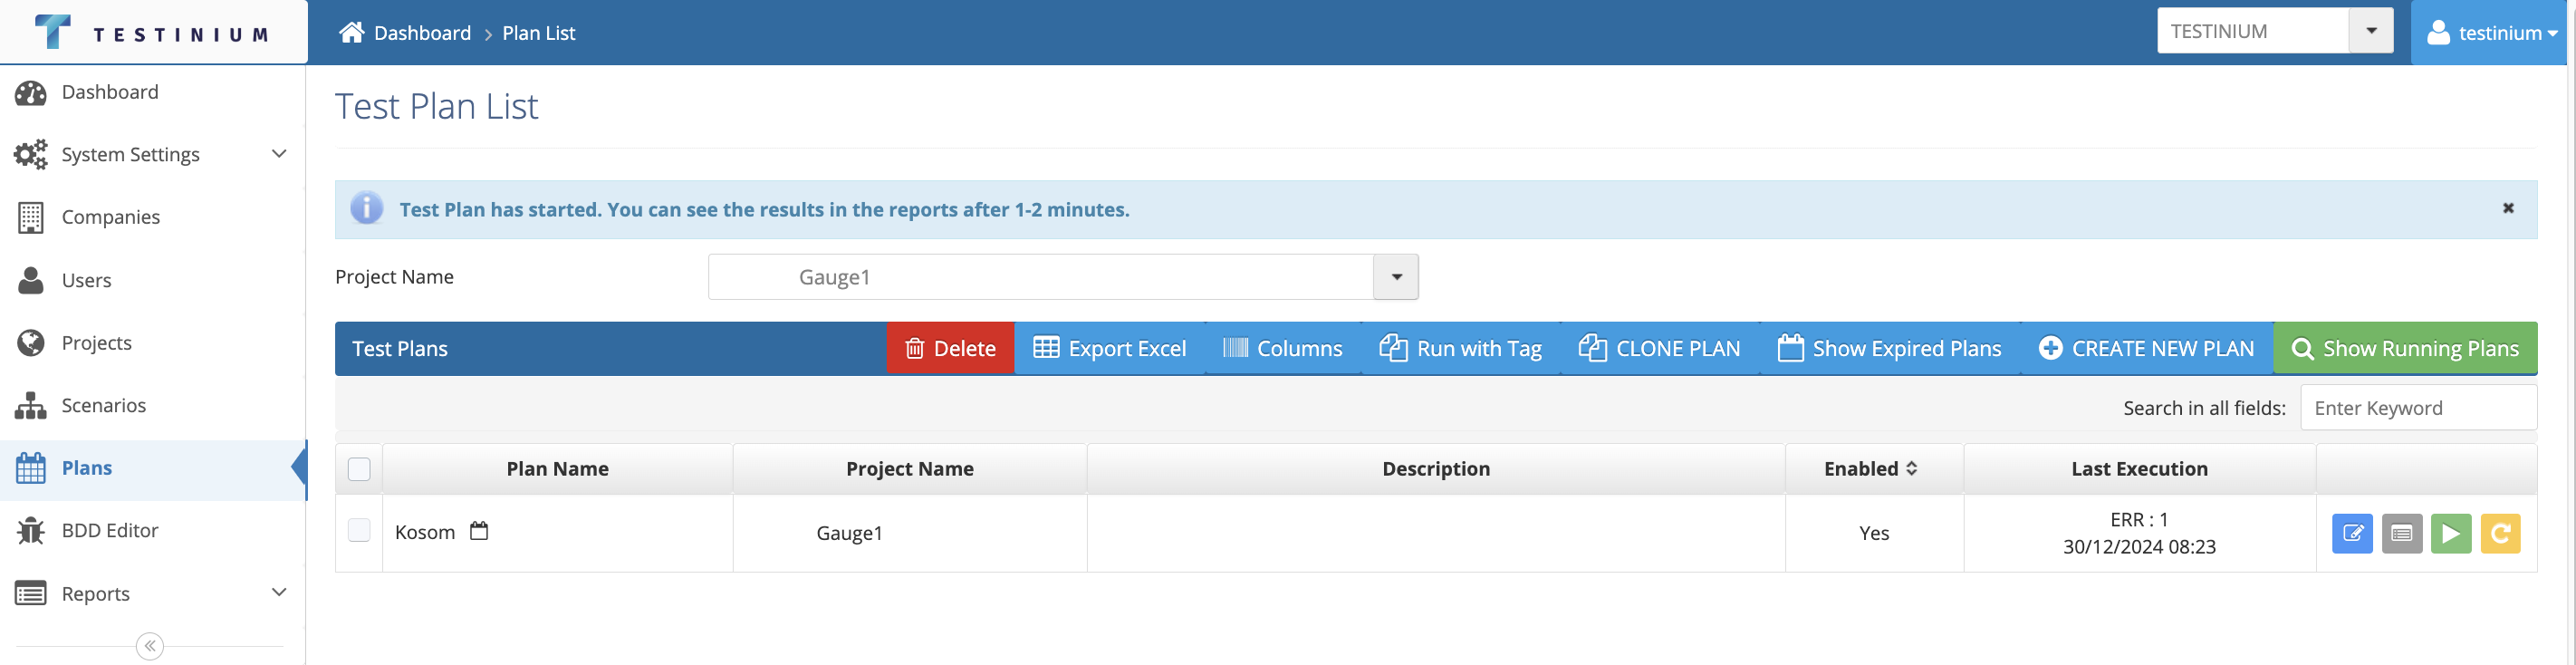 TESTINIUM
Dashboard > Plan List
TESTINIUM
testinium
Dashboard
System Settings
Companies
Users
Projects
Scenarios
Plans
BDD Editor
Reports
Test Plan List
Test Plan has started. You can see the results in the reports after 1-2 minutes.
Project Name
Gauge1
Test Plans
Delete
Export Excel
Columns
Run with Tag
CLONE PLAN
Show Expired Plans
CREATE NEW PLAN
Show Running Plans
Search in all fields: Enter Keyword
Plan Name Project Name Description Enabled Last Execution
Kosom Gauge1 Yes ERR : 1
30/12/2024 08:23